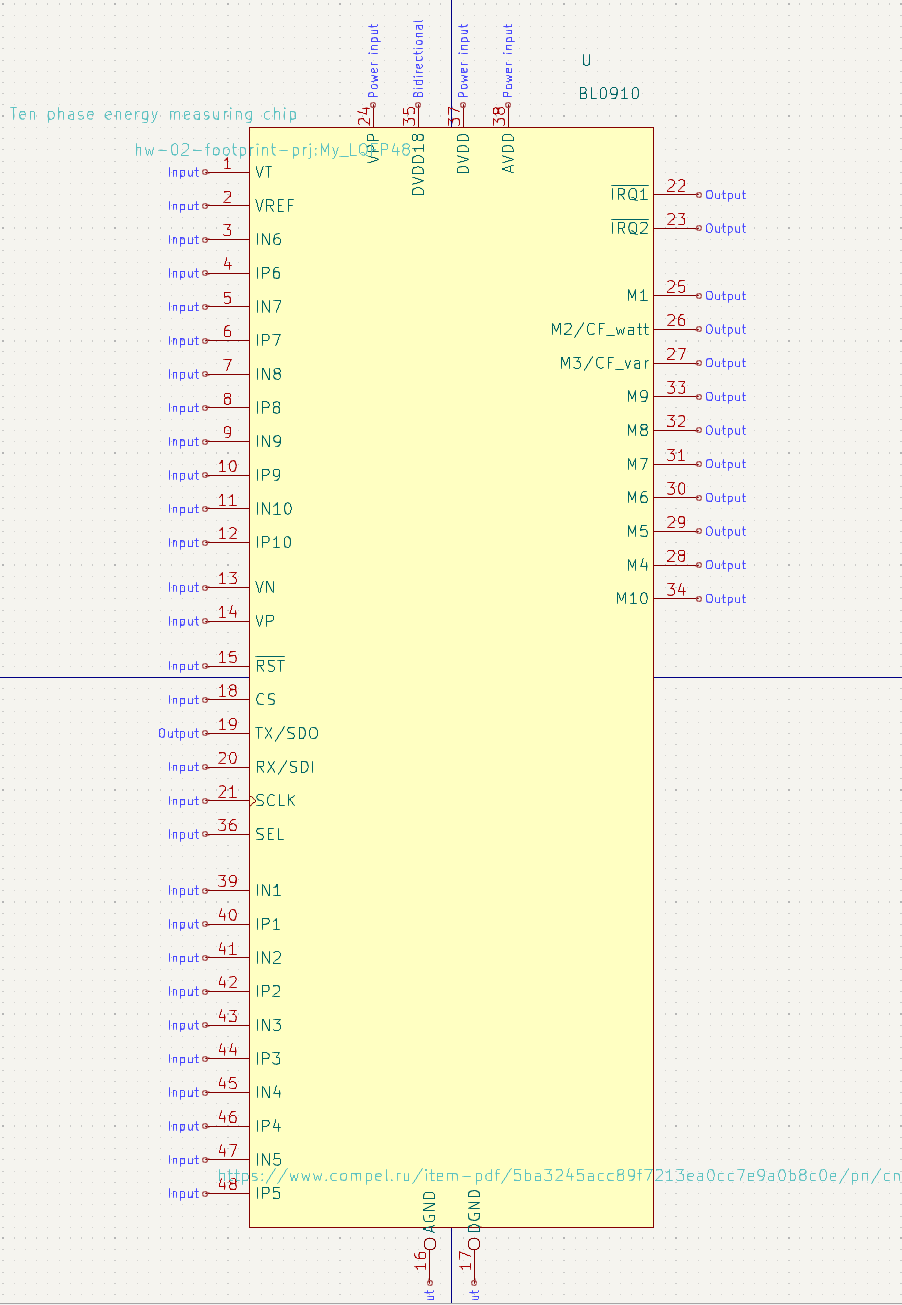 Power input
Bidirectional
Power input
Power input
U
BL0910
Ten phase energy measuring chip
24
35
37
38
VPP
DVDD18
DVDD
AVDD
hw-02-footprint-prj:My_LQFP48
Input 1 VT
Input 2 VREF
Input 3 IN6
Input 4 IP6
Input 5 IN7
Input 6 IP7
Input 7 IN8
Input 8 IP8
Input 9 IN9
Input 10 IP9
Input 11 IN10
Input 12 IP10
Input 13 VN
Input 14 VP
Input 15 RST
Input 18 CS
Output 19 TX/SDO
Input 20 RX/SDI
Input 21 SCLK
Input 36 SEL
Input 39 IN1
Input 40 IP1
Input 41 IN2
Input 42 IP2
Input 43 IN3
Input 44 IP3
Input 45 IN4
Input 46 IP4
Input 47 IN5
Input 48 IP5
IRQ1 22 Output
IRQ2 23 Output
M1 25 Output
M2/CF_watt 26 Output
M3/CF_var 27 Output
M9 33 Output
M8 32 Output
M7 31 Output
M6 30 Output
M5 29 Output
M4 28 Output
M10 34 Output
https://www.compel.ru/item-pdf/5ba3245acc89f7213ea0cc7e9a0b8c0e/pn/cn
AGND
DGND
16
17
ut
ut